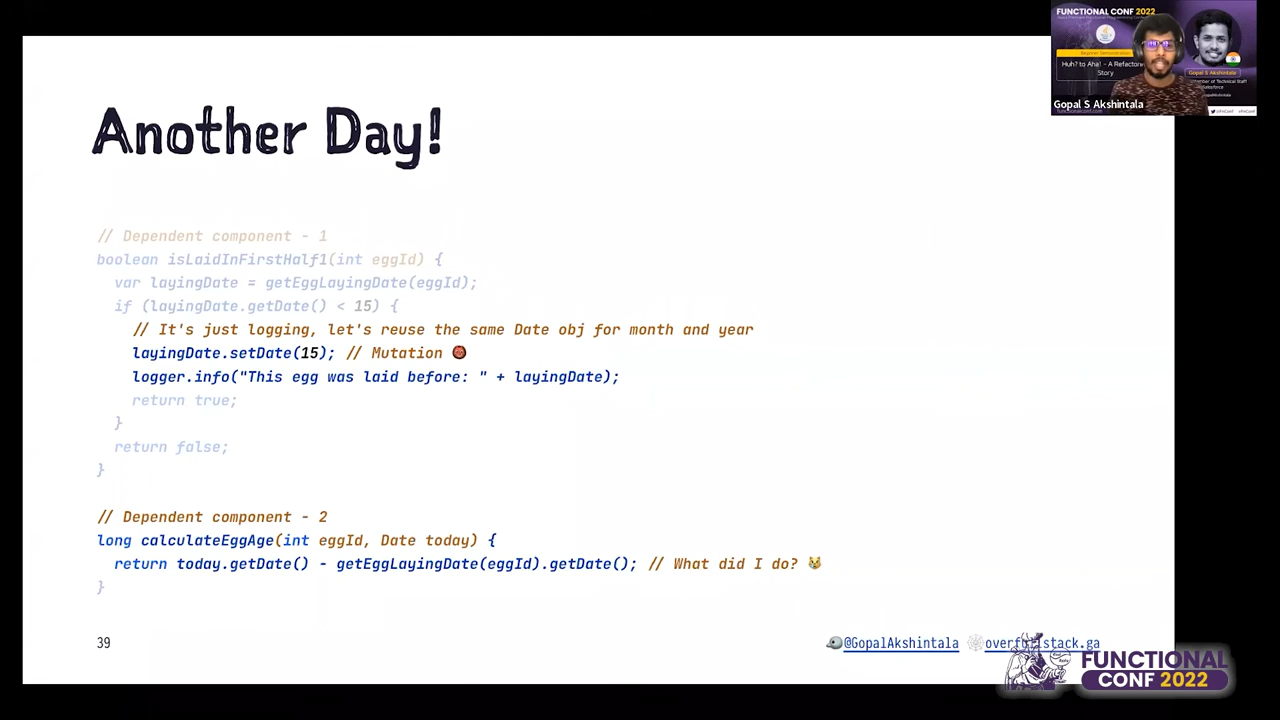 Another Day!
// Dependent component - 1
boolean isLaidInFirstHalf1(int eggId) {
var layingDate = getEggLayingDate(eggId);
if (layingDate.getDate() < 15) {
// It's just logging, let's reuse the same Date obj for month and year
layingDate.setDate(15); // Mutation
logger.info("This egg was laid before: " + layingDate);
return true;
}
return false;
}
// Dependent component - 2
long calculateEggAge(int eggId, Date today) {
return today.getDate() - getEggLayingDate(eggId).getDate(); // What did I do?
}
39
@GopalAkshintala
FUNCTIONAL CONF 2022
Huh? to Aha! - A Refactoring
Story
Gopal S Akshintala
Gopal S Akshintala
functionalconf.com
FUNCTIONAL
CONF 2022